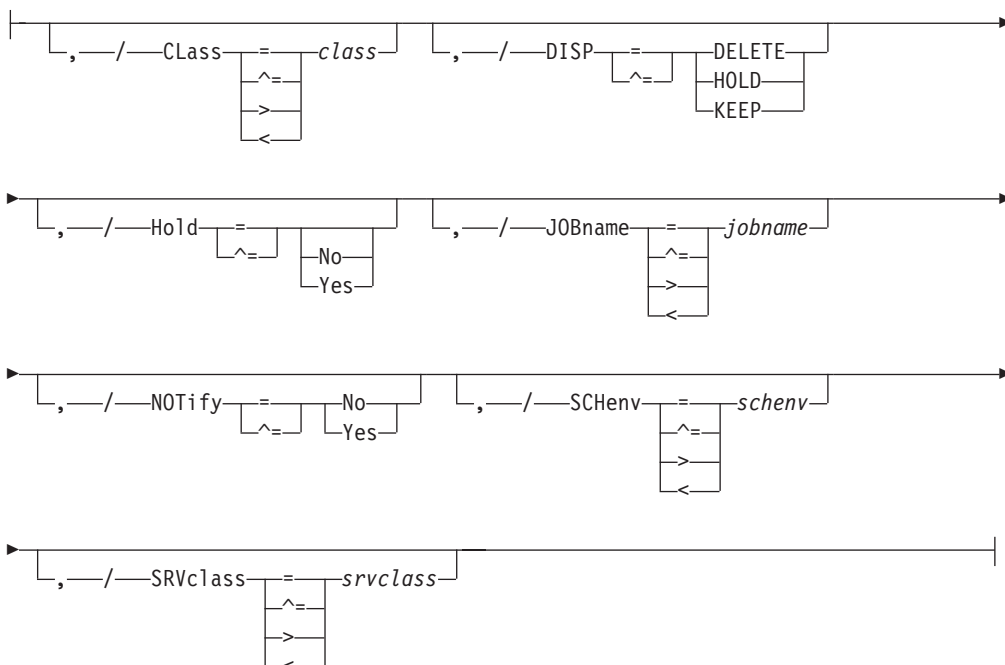 , / CLass = class , / DISP = DELETE
^= ^= HOLD
> KEEP
<
, / Hold = , / JOBname = jobname
^= No ^=
Yes >
<
, / NOTify = No , / SCHenv = schenv
^= Yes ^=
>
<
, / SRVclass = srvclass
^=
>
<